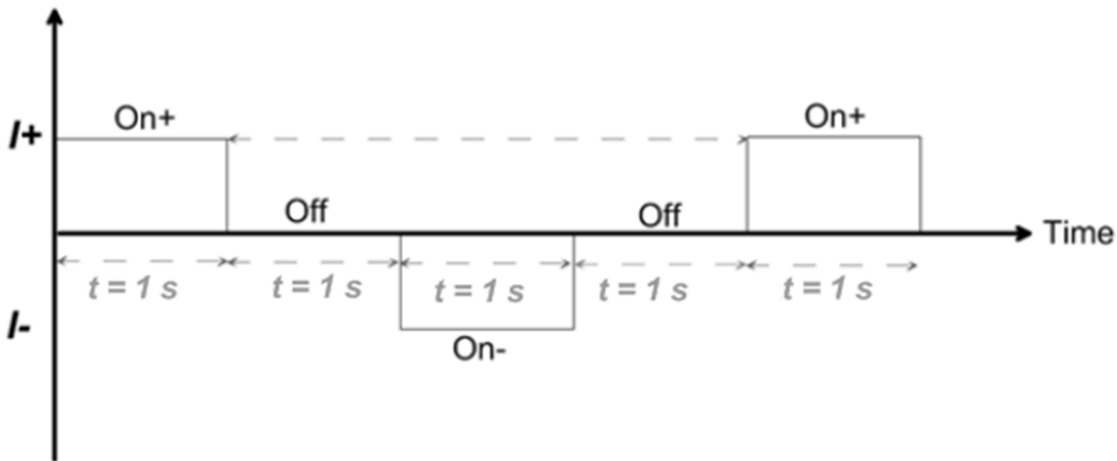 On+
On+
I+
Off
Off
Time
t = 1 s
t = 1 s
t = 1 s
t = 1 s
t = 1 s
I-
On-